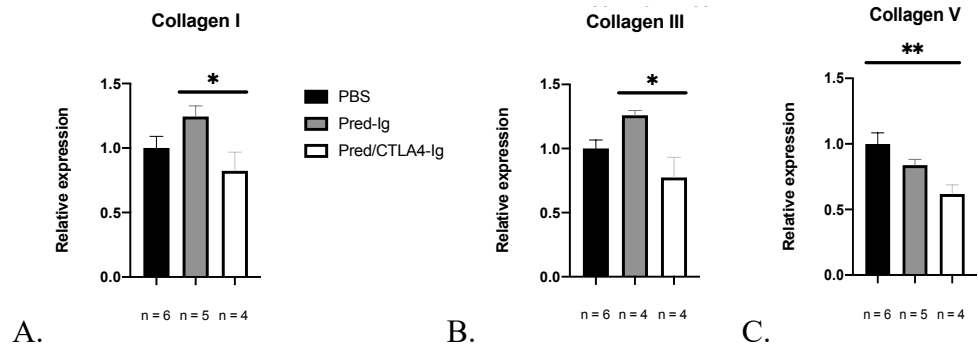 Collagen I
*
1.5
1.0
0.5
0.0
Relative expression
n = 6 n = 5 n = 4
A.
PBS
Pred-Ig
Pred/CTLA4-Ig
Collagen III
*
1.5
1.0
0.5
0.0
Relative expression
n = 6 n = 4 n = 4
B.
Collagen V
**
1.5
1.0
0.5
0.0
Relative expression
n = 6 n = 5 n = 4
C.